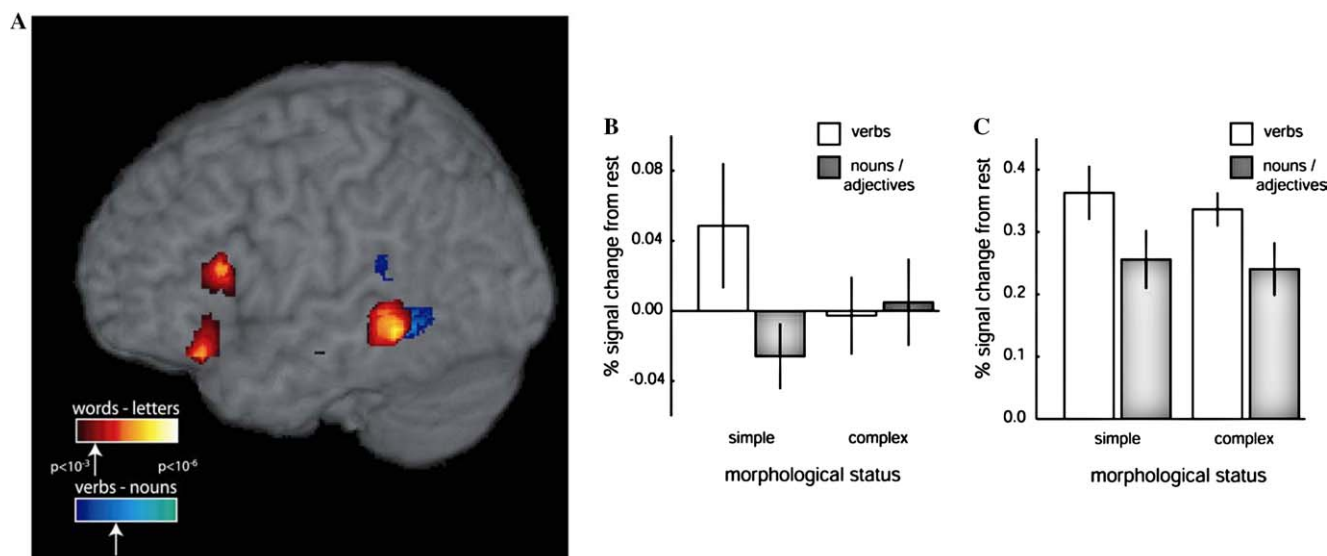 A
words - letters
p<10-3
p<10-6
verbs - nouns
B
verbs
nouns /
adjectives
% signal change from rest
0.08
0.04
0.00
-0.04
simple complex
morphological status
C
verbs
nouns /
adjectives
% signal change from rest
0.4
0.3
0.2
0.1
0.0
simple complex
morphological status